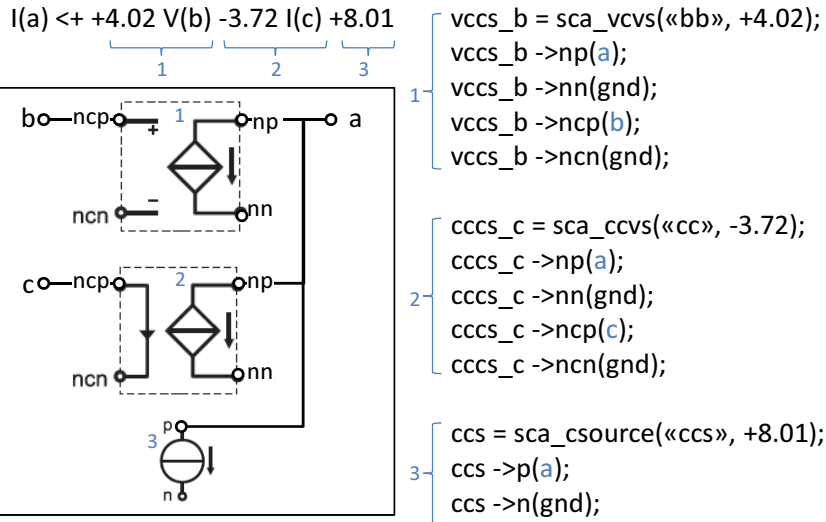 I(a) <+ +4.02 V(b) -3.72 I(c) +8.01
1 2 3
b ncp 1 np a
+
−
ncn nn
c ncp 2 np
ncn nn
p
3
n
1
vccs_b = sca_vcvs(«bb», +4.02);
vccs_b ->np(a);
vccs_b ->nn(gnd);
vccs_b ->ncp(b);
vccs_b ->ncn(gnd);
2
cccs_c = sca_ccvs(«cc», -3.72);
cccs_c ->np(a);
cccs_c ->nn(gnd);
cccs_c ->ncp(c);
cccs_c ->ncn(gnd);
3
ccs = sca_csource(«ccs», +8.01);
ccs ->p(a);
ccs ->n(gnd);